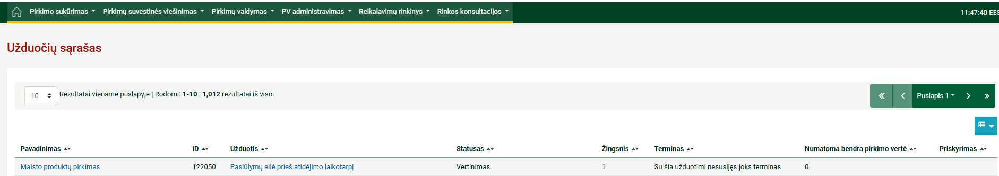 Pirkimo sukūrimas Pirkimų suvestinės viešinimas Pirkimų valdymas PV administravimas Reikalavimų rinkinys Rinkos konsultacijos 11:47:40 EES
Užduočių sąrašas
10 Rezultatai viename puslapyje | Rodomi: 1-10 | 1,012 rezultatai iš viso. Puslapis 1
Pavadinimas ID Užduotis Statusas Žingsnis Terminas Numatoma bendra pirkimo vertė Priskyrimas
Maisto produktų pirkimas 122050 Pasiūlymų eilė prieš atidėjimo laikotarpį Vertinimas 1 Su šia užduotimi nesusijęs joks terminas 0.